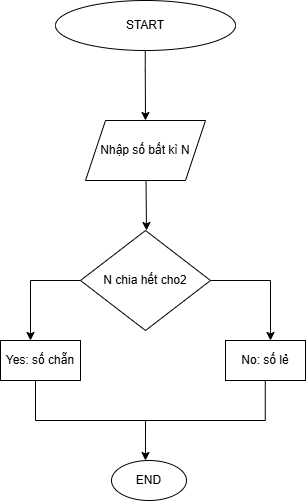 START
Nhập số bất kì N
N chia hết cho2
Yes: số chẵn
No: số lẻ
END